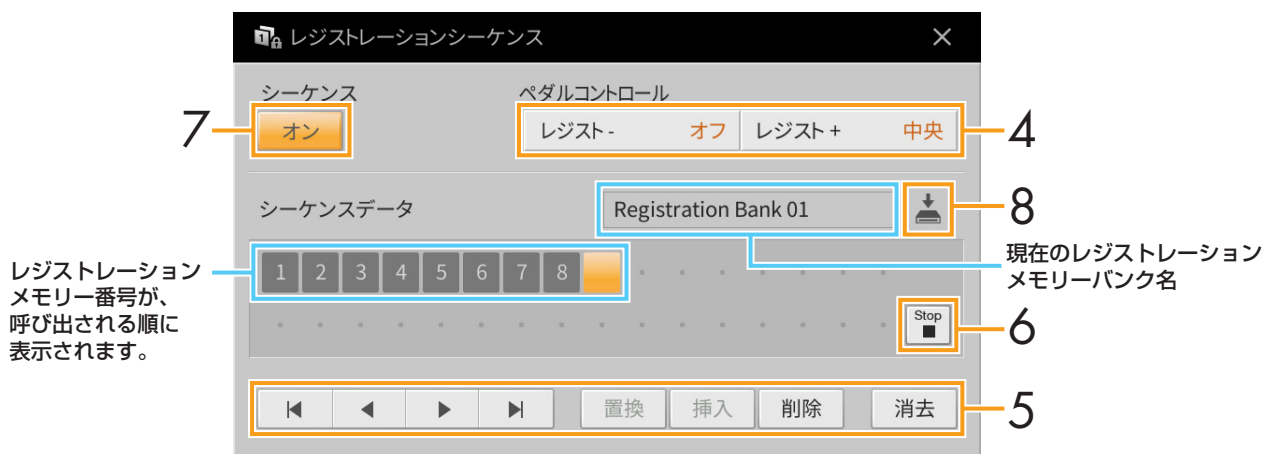 レジストレーションシーケンス
シーケンス
ペダルコントロール
7
オン
レジスト - オフ レジスト + 中央
4
シーケンスデータ
Registration Bank 01
8
レジストレーション
メモリー番号が、
呼び出される順に
表示されます。
1 2 3 4 5 6 7 8
現在のレジストレーション
メモリーバンク名
Stop
6
置換 挿入 削除 消去
5